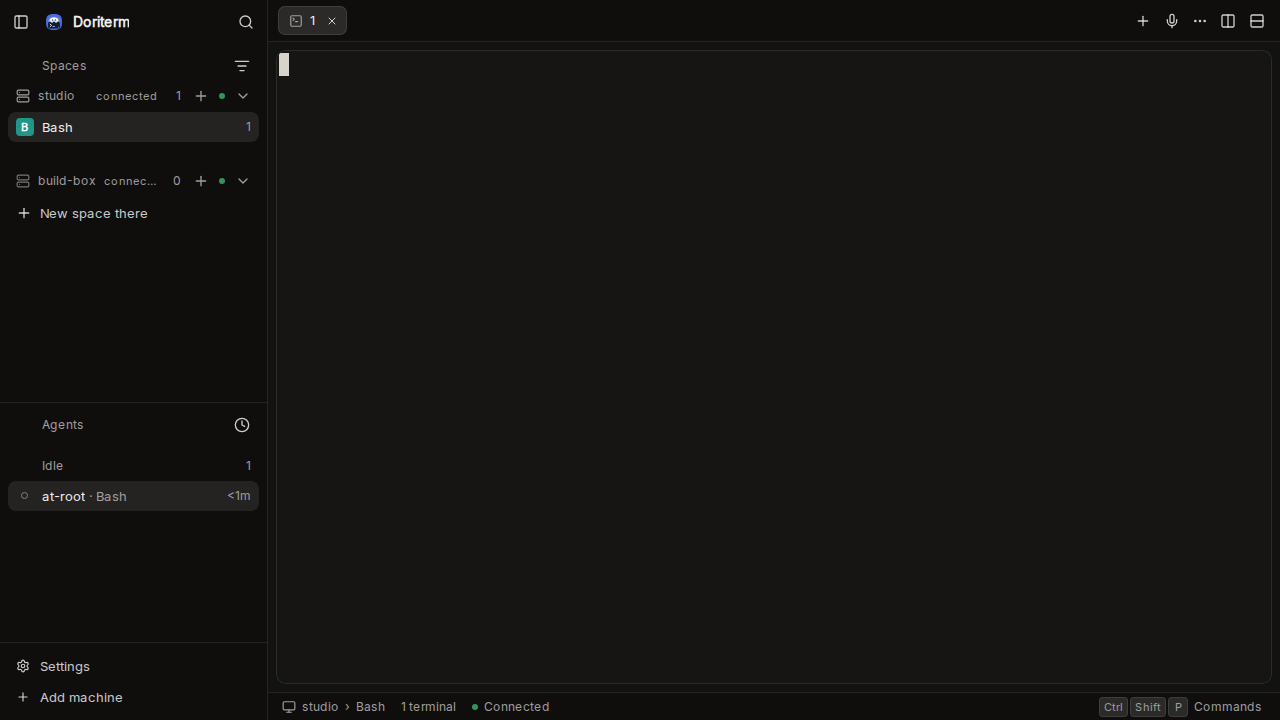 Doriterm
Spaces
studio connected 1
B Bash 1
build-box connec... 0
New space there
Agents
Idle 1
at-root · Bash <1m
Settings
Add machine
1
studio › Bash 1 terminal Connected
Ctrl Shift P Commands